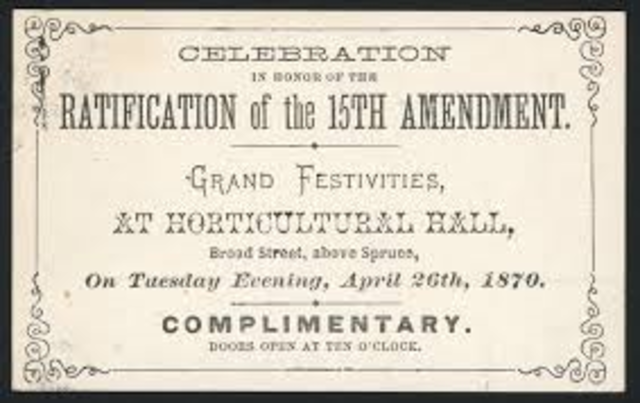 CELEBRATION
IN HONOR OF THE
RATIFICATION of the 15TH AMENDMENT.
GRAND FESTIVITIES,
AT HORTICULTURAL HALL,
Broad Street, above Spruce,
On Tuesday Evening, April 26th, 1870.
COMPLIMENTARY.
DOORS OPEN AT TEN O'CLOCK.